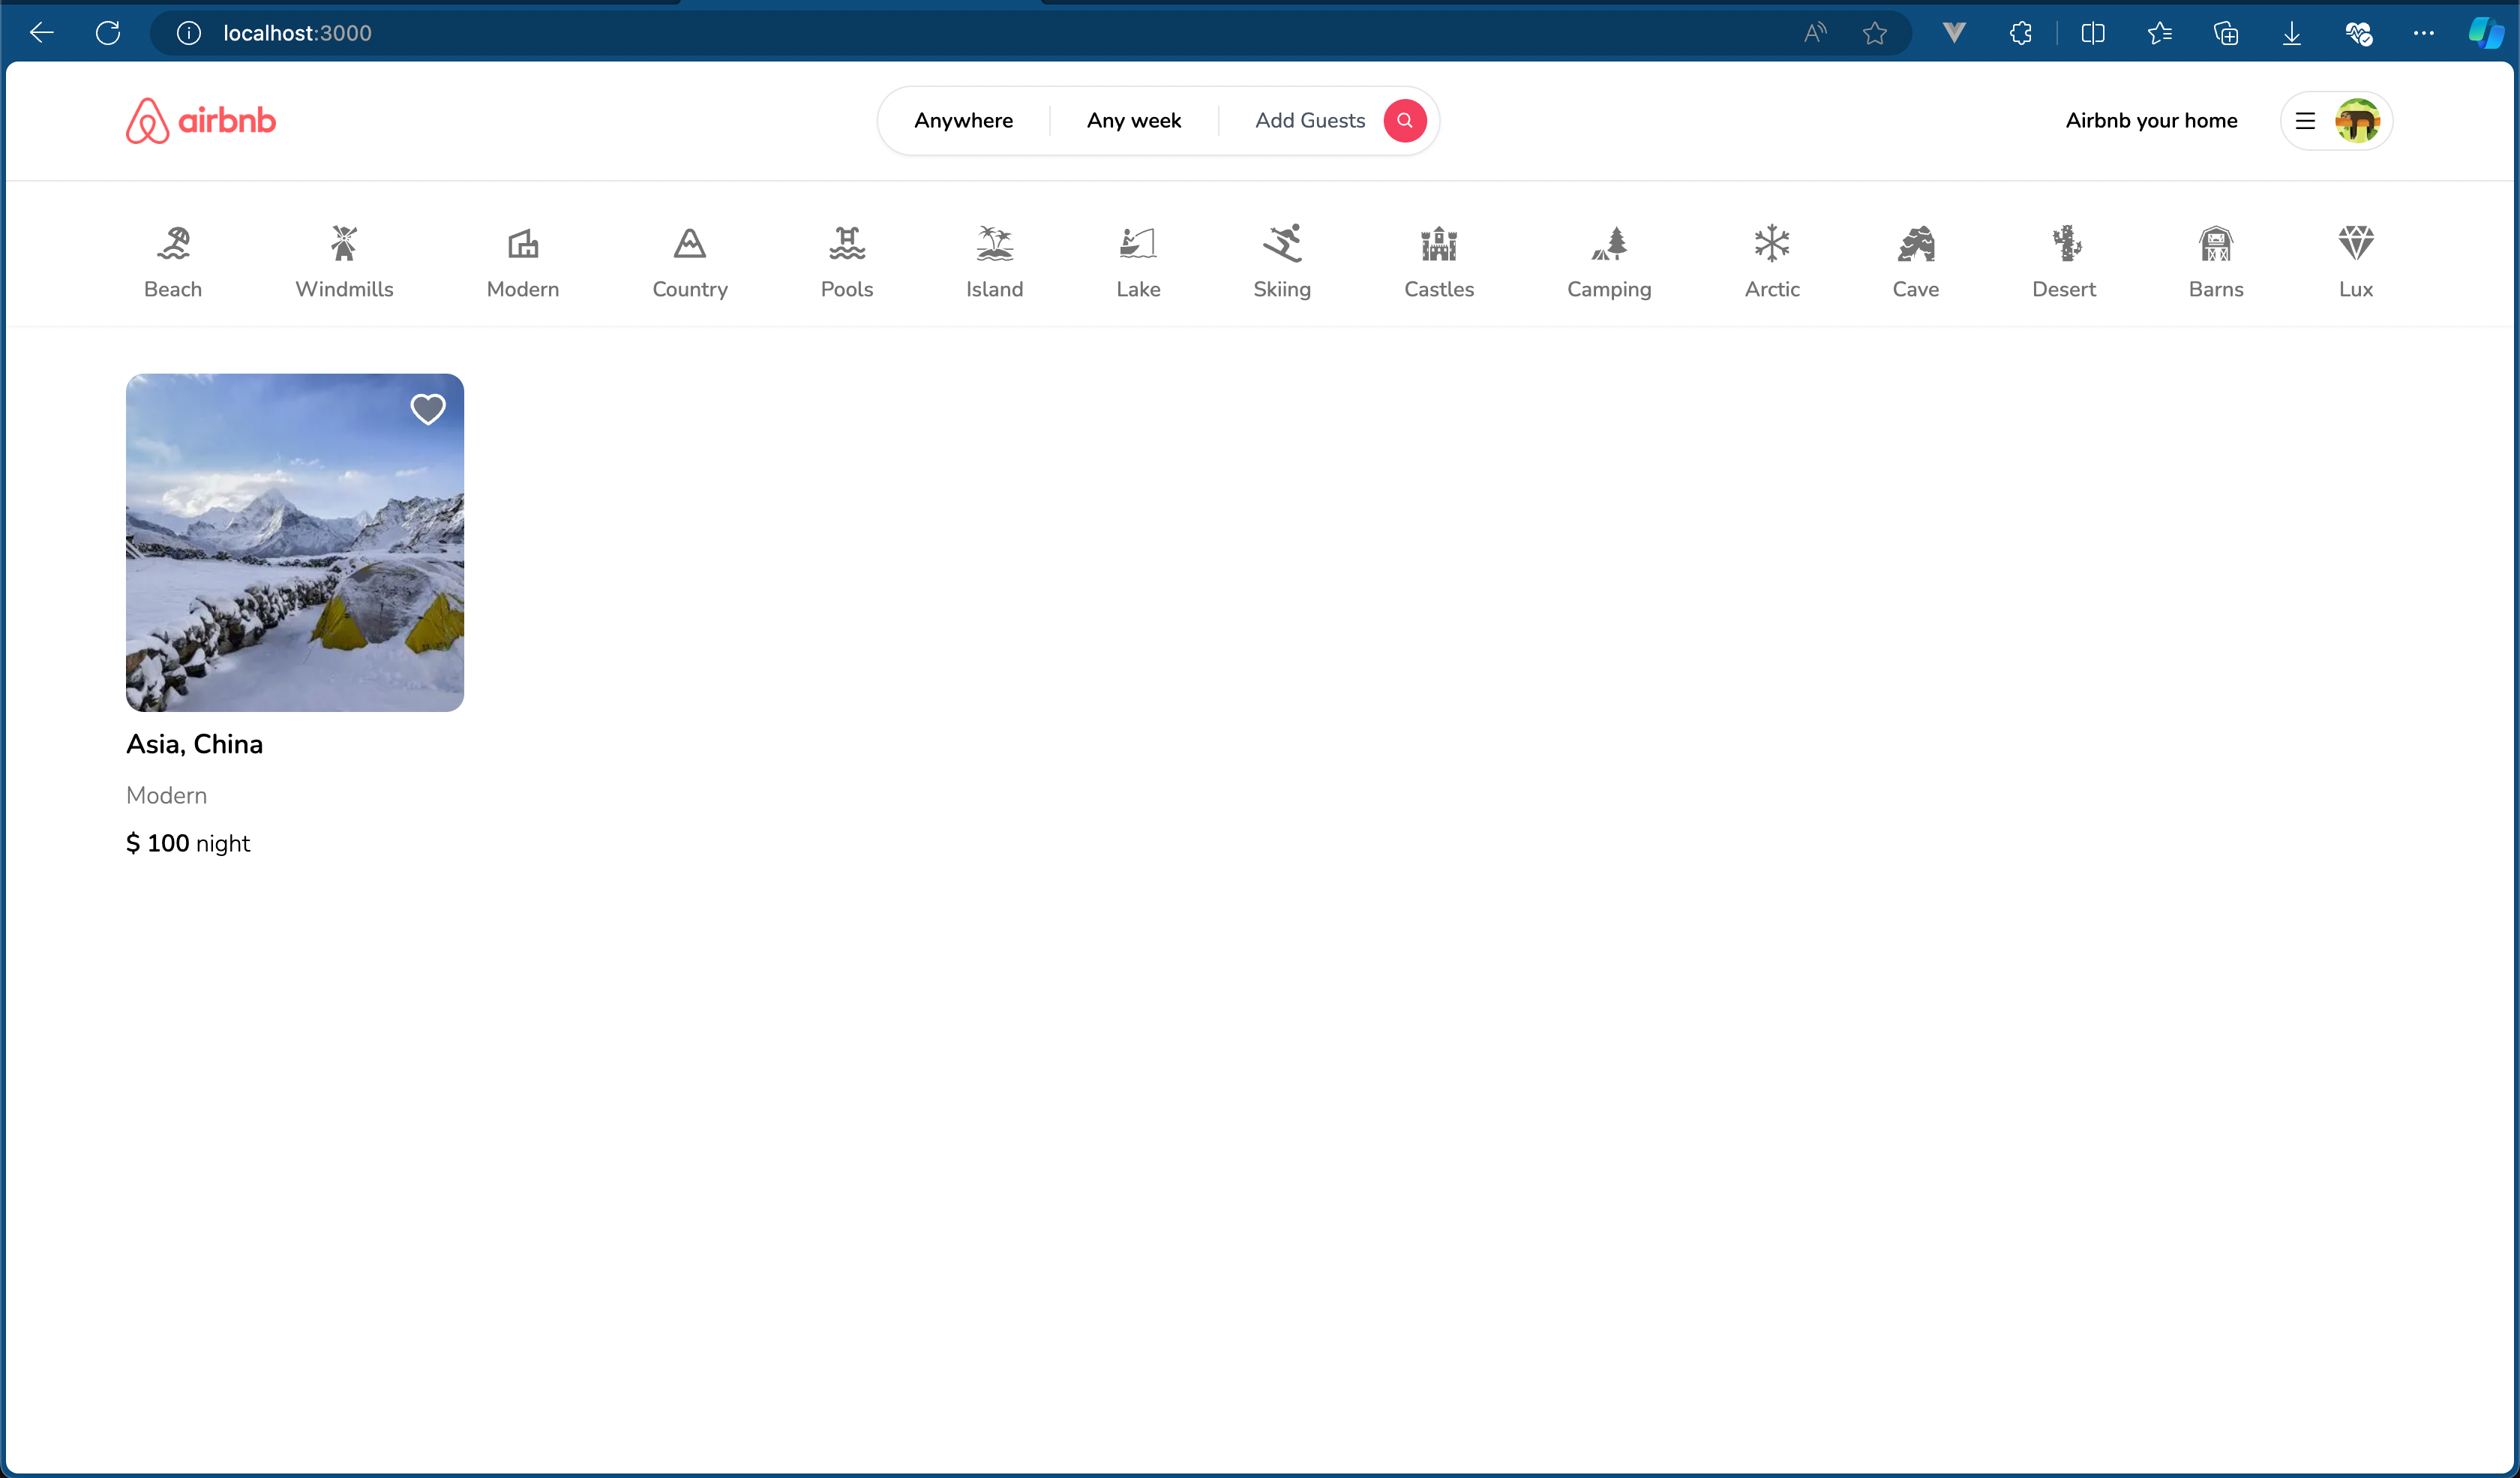 localhost:3000
airbnb
Anywhere
Any week
Add Guests
Airbnb your home
Beach
Windmills
Modern
Country
Pools
Island
Lake
Skiing
Castles
Camping
Arctic
Cave
Desert
Barns
Lux
Asia, China
Modern
$ 100 night